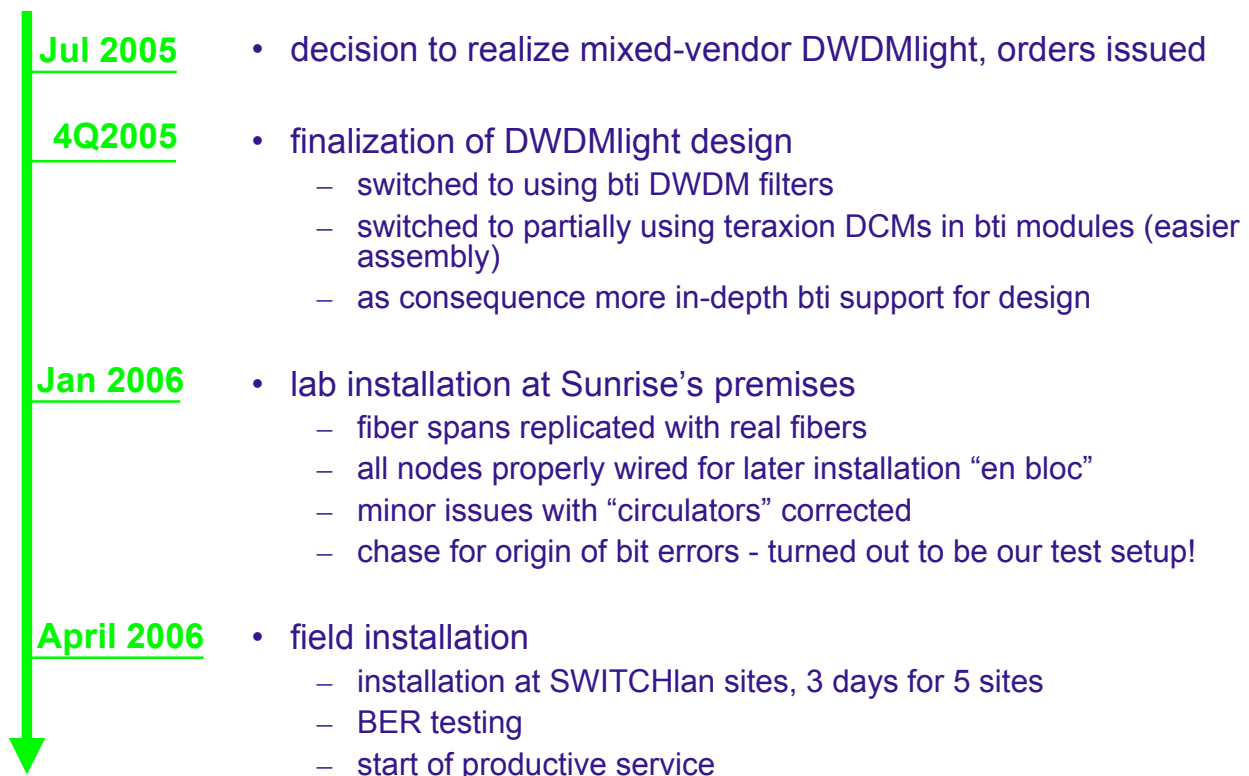 Jul 2005 • decision to realize mixed-vendor DWDMlight, orders issued
4Q2005 • finalization of DWDMlight design
– switched to using bti DWDM filters
– switched to partially using teraxion DCMs in bti modules (easier
assembly)
– as consequence more in-depth bti support for design
Jan 2006 • lab installation at Sunrise’s premises
– fiber spans replicated with real fibers
– all nodes properly wired for later installation “en bloc”
– minor issues with “circulators” corrected
– chase for origin of bit errors - turned out to be our test setup!
April 2006 • field installation
– installation at SWITCHlan sites, 3 days for 5 sites
– BER testing
– start of productive service